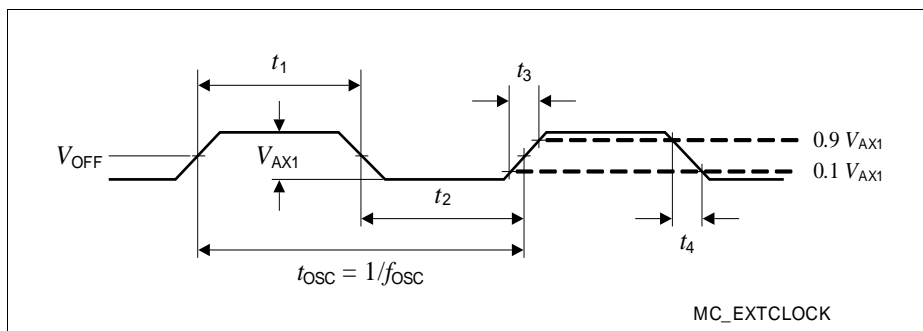 t1
t3
0.9 VAX1
VOFF
VAX1
0.1 VAX1
t2
t4
tOSC = 1/fOSC
MC_EXTCLOCK